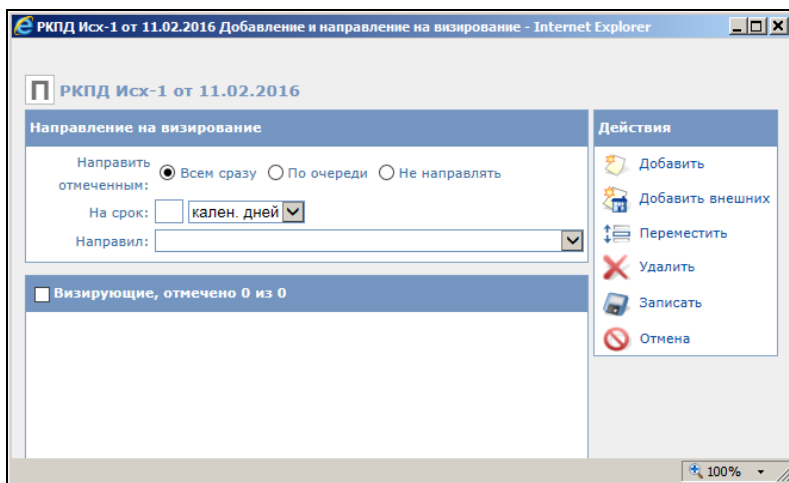 РКПД Исх-1 от 11.02.2016 Добавление и направление на визирование - Internet Explorer
П РКПД Исх-1 от 11.02.2016
Направление на визирование
Направить отмеченным: Всем сразу По очереди Не направлять
На срок: кален. дней
Направил:
Визирующие, отмечено 0 из 0
Действия
Добавить
Добавить внешних
Переместить
Удалить
Записать
Отмена
100%